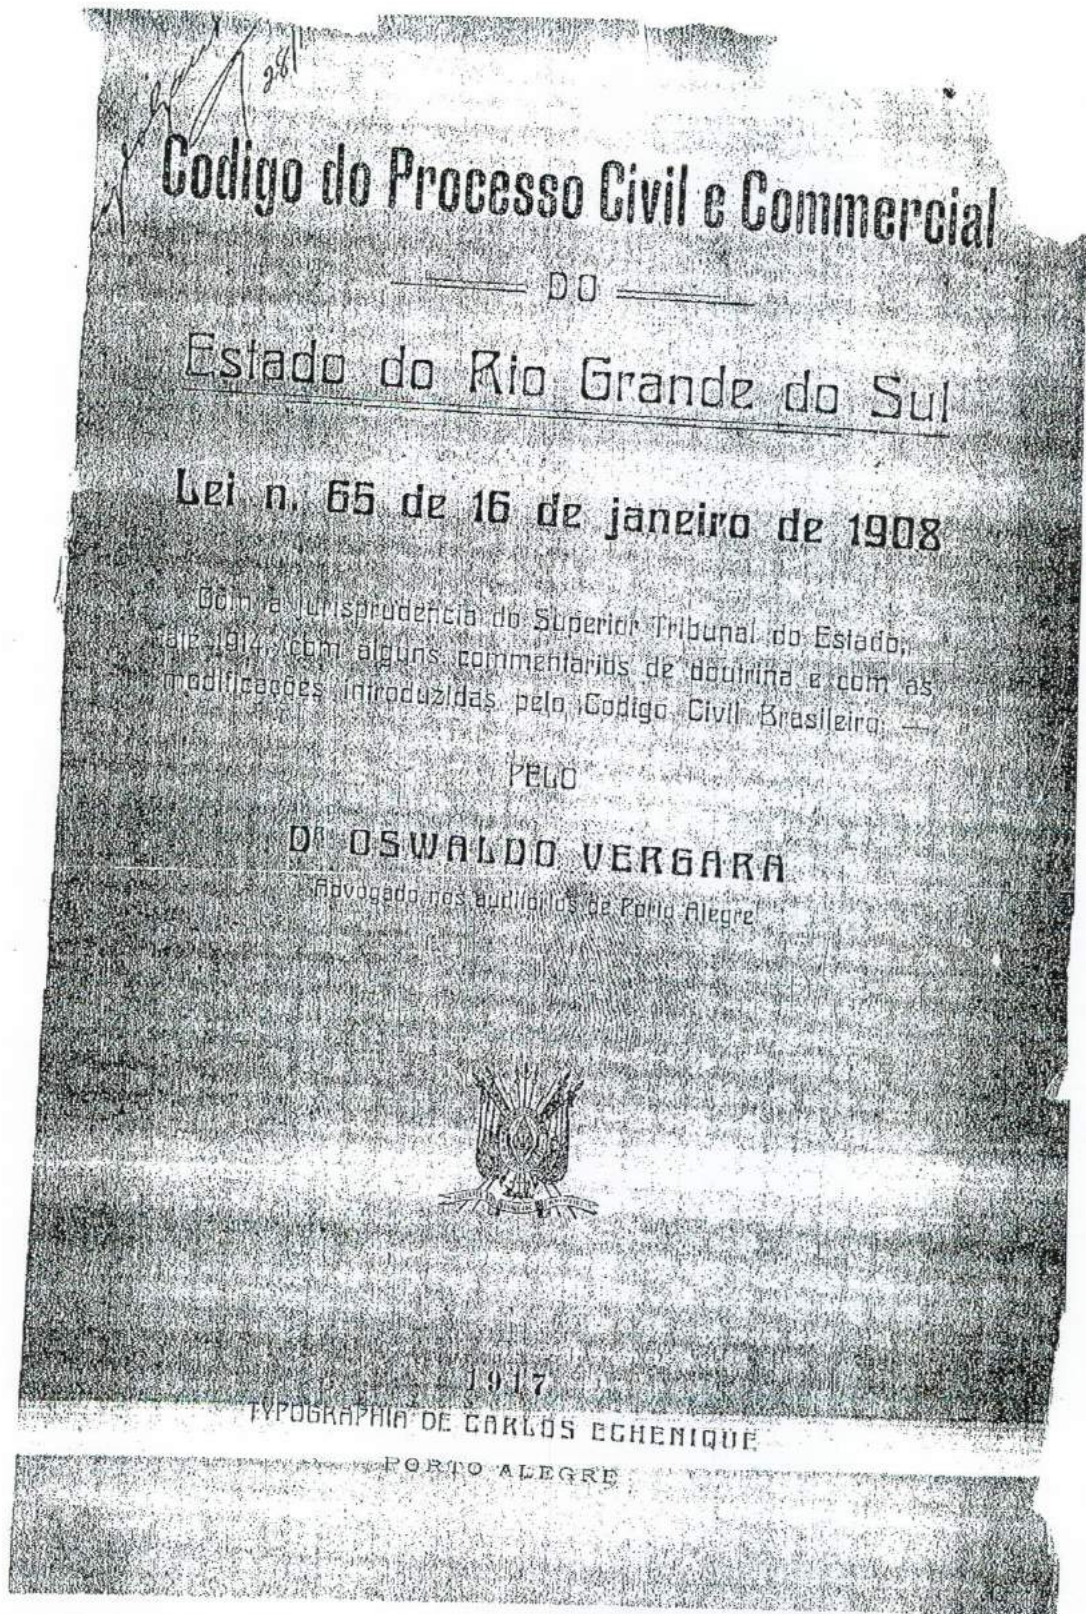 28/
Codigo do Processo Civil e Commercial
DO
Estado do Rio Grande do Sul
Lei n. 65 de 16 de janeiro de 1908
Com a jurisprudencia do Superior Tribunal do Estado,
até 1914, com alguns commentarios de doutrina e com as
modificações introduzidas pelo Codigo Civil Brasileiro. —
PELO
DR OSWALDO VERGARA
Advogado nos auditorios de Porto Alegre
1917
TYPOGRAPHIA DE CARLOS ECHENIQUE
PORTO ALEGRE